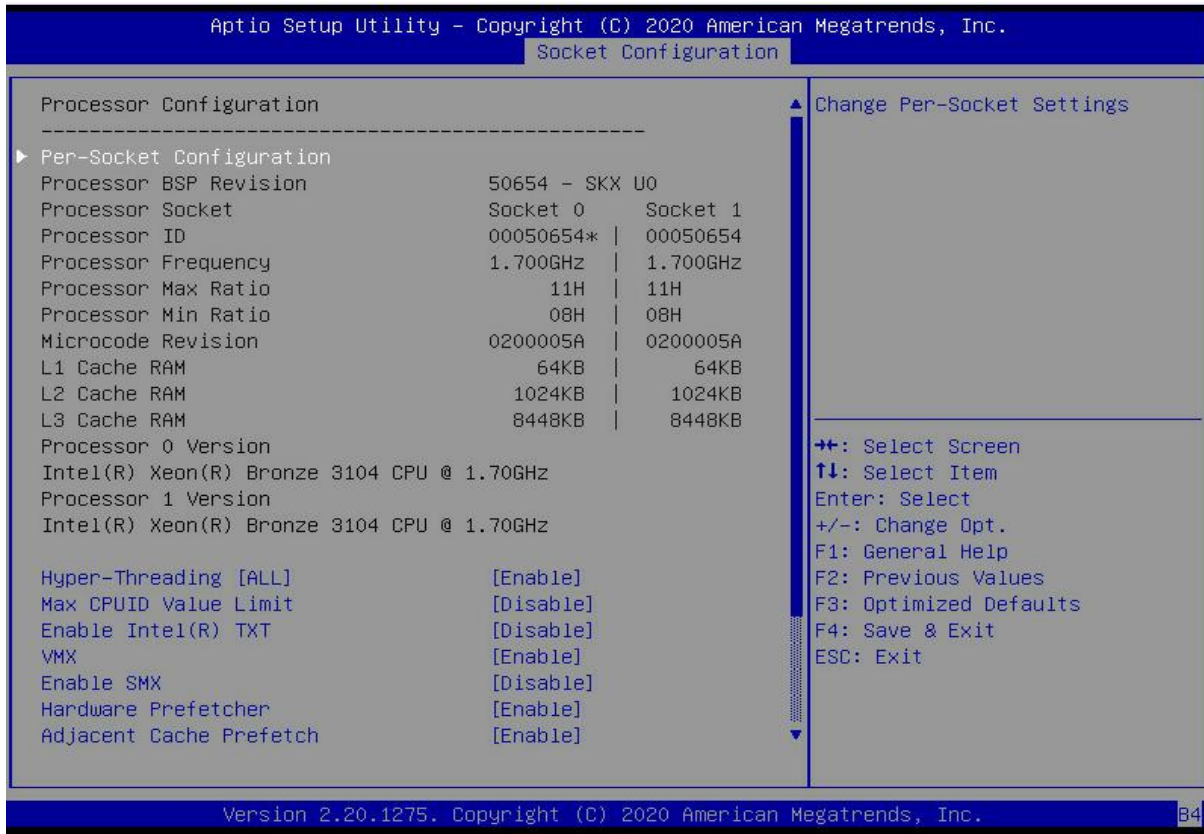 Aptio Setup Utility – Copyright (C) 2020 American Megatrends, Inc.
Socket Configuration
Processor Configuration
Change Per-Socket Settings
--------------------------------------------------
Per-Socket Configuration
Processor BSP Revision 50654 - SKX U0
Processor Socket Socket 0 Socket 1
Processor ID 00050654* | 00050654
Processor Frequency 1.700GHz | 1.700GHz
Processor Max Ratio 11H | 11H
Processor Min Ratio 08H | 08H
Microcode Revision 0200005A | 0200005A
L1 Cache RAM 64KB | 64KB
L2 Cache RAM 1024KB | 1024KB
L3 Cache RAM 8448KB | 8448KB
Processor 0 Version
Intel(R) Xeon(R) Bronze 3104 CPU @ 1.70GHz
Processor 1 Version
Intel(R) Xeon(R) Bronze 3104 CPU @ 1.70GHz
Hyper-Threading [ALL] [Enable]
Max CPUID Value Limit [Disable]
Enable Intel(R) TXT [Disable]
VMX [Enable]
Enable SMX [Disable]
Hardware Prefetcher [Enable]
Adjacent Cache Prefetch [Enable]
→←: Select Screen
↑↓: Select Item
Enter: Select
+/-: Change Opt.
F1: General Help
F2: Previous Values
F3: Optimized Defaults
F4: Save & Exit
ESC: Exit
Version 2.20.1275. Copyright (C) 2020 American Megatrends, Inc.
B4